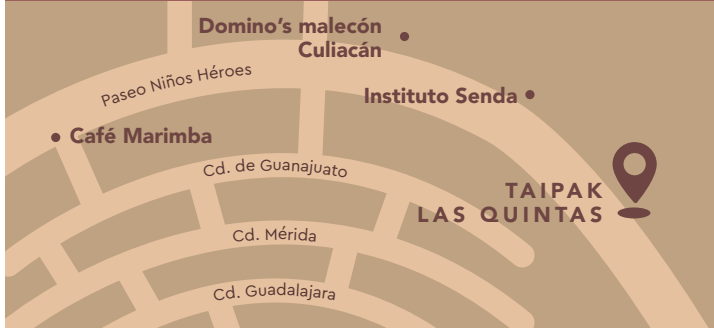 Domino’s malecón
Culiacán
Paseo Niños Héroes
Instituto Senda
Café Marimba
Cd. de Guanajuato
TAIPAK
LAS QUINTAS
Cd. Mérida
Cd. Guadalajara